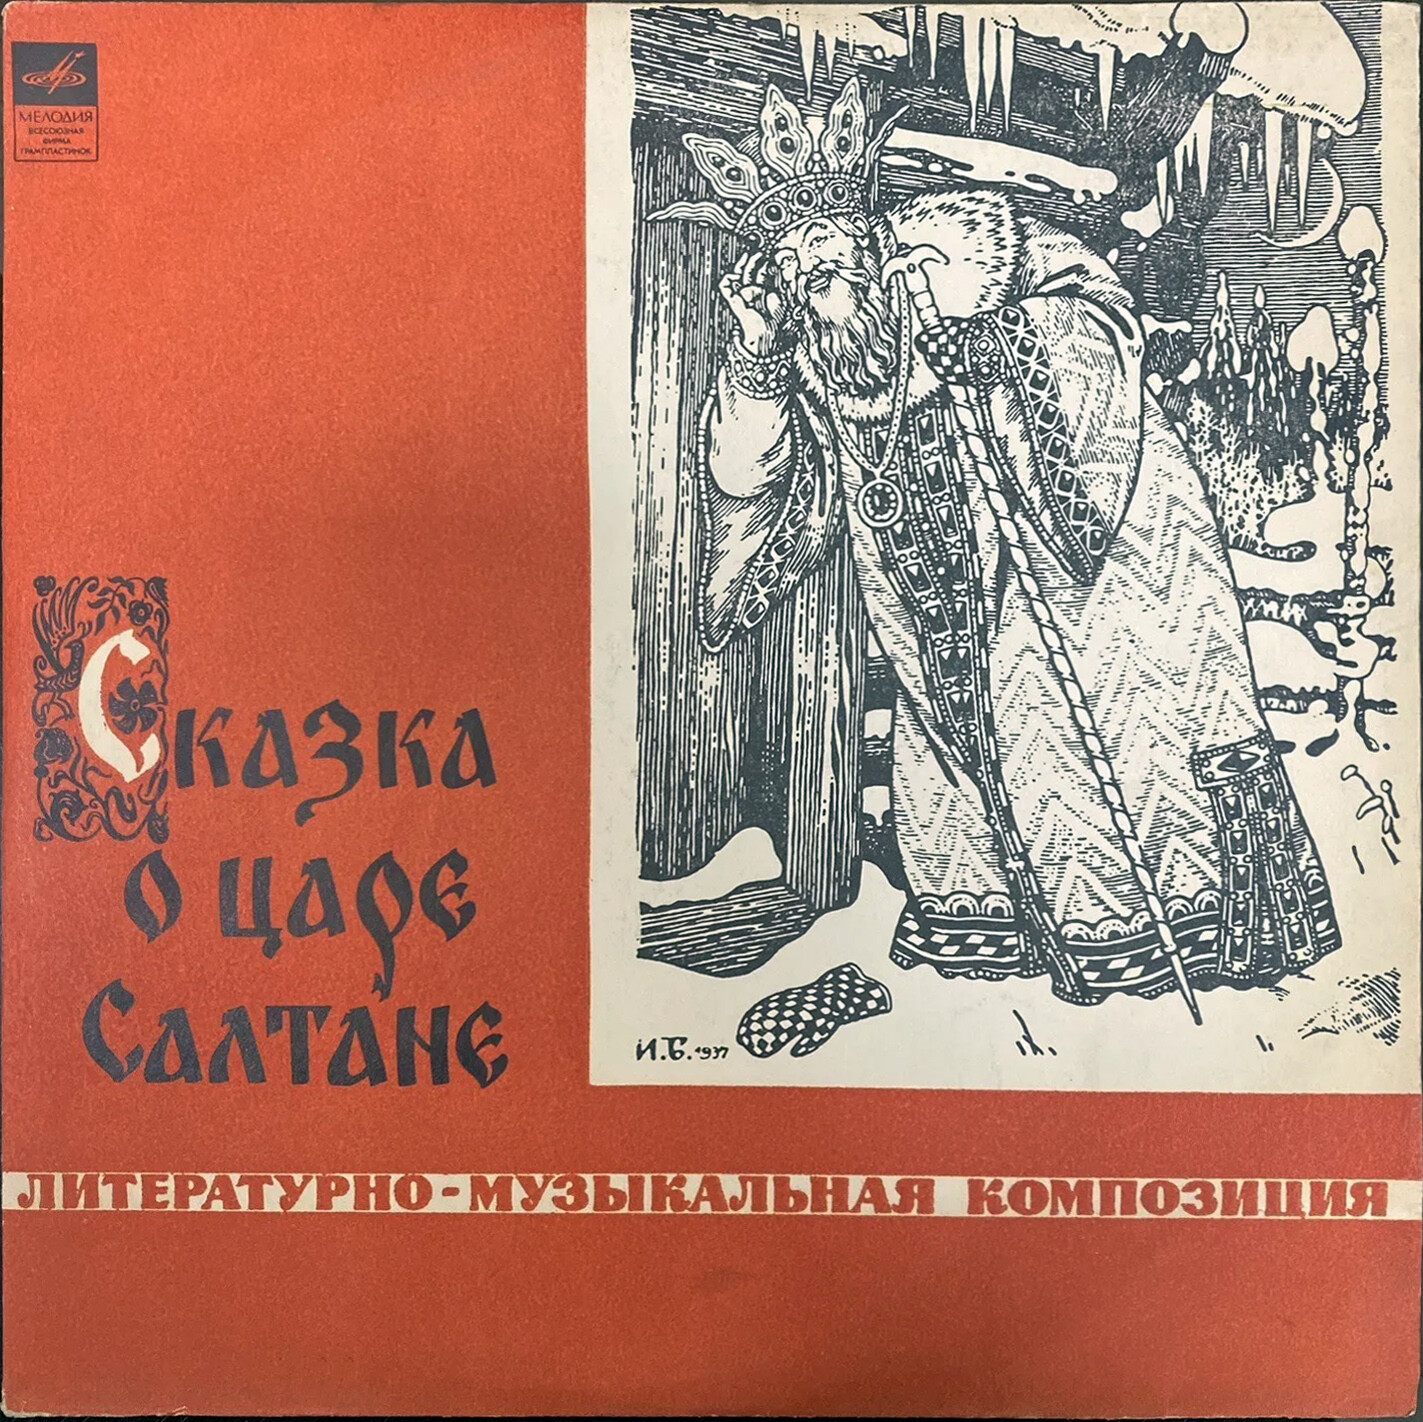 МЕЛОДИЯ
ВСЕСОЮЗНАЯ
ФИРМА
ГРАМПЛАСТИНОК
Сказка
о царе
Салтане
И.Б. 1937
ЛИТЕРАТУРНО-МУЗЫКАЛЬНАЯ КОМПОЗИЦИЯ